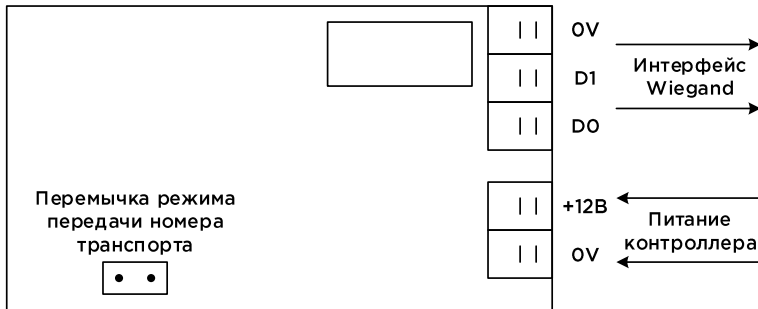 0V
D1
D0
Интерфейс
Wiegand
Перемычка режима
передачи номера
транспорта
+12В
0V
Питание
контроллера